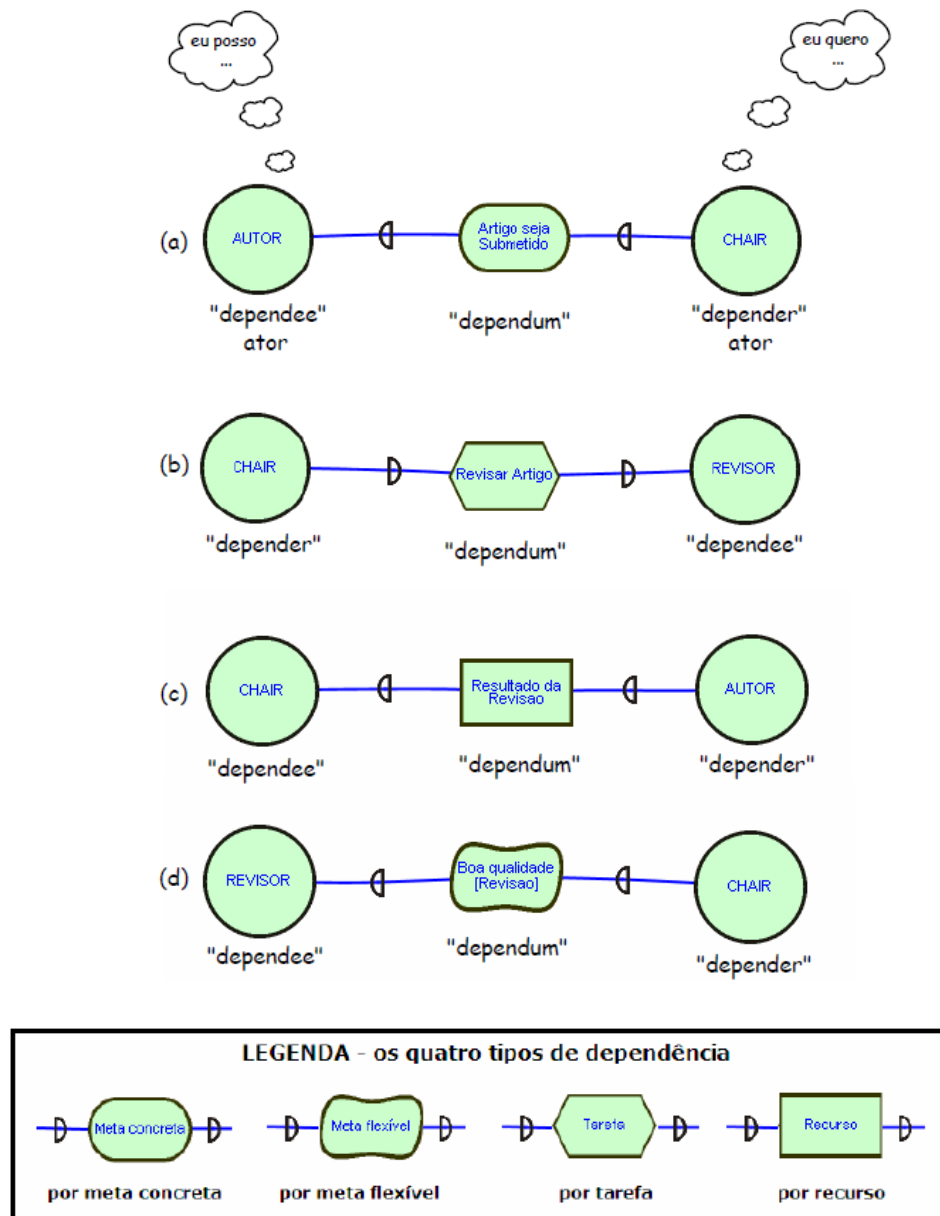 eu posso
...
eu quero
...
(a)
AUTOR
Artigo seja
Submetido
CHAIR
"dependee"
ator
"dependum"
"depender"
ator
(b)
CHAIR
Revisar Artigo
REVISOR
"depender"
"dependum"
"dependee"
(c)
CHAIR
Resultado da
Revisao
AUTOR
"dependee"
"dependum"
"depender"
(d)
REVISOR
Boa qualidade
[Revisao]
CHAIR
"dependee"
"dependum"
"depender"
LEGENDA - os quatro tipos de dependência
Meta concreta
Meta flexível
Tarefa
Recurso
por meta concreta
por meta flexível
por tarefa
por recurso